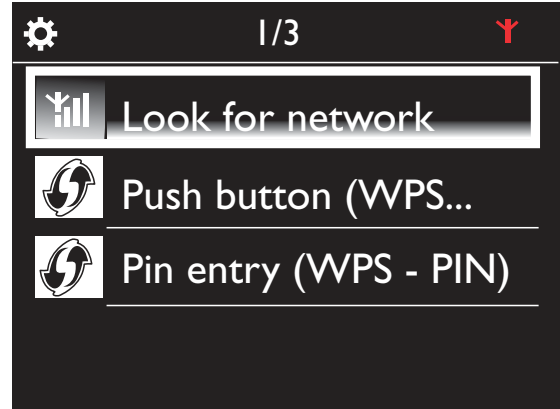 1/3
Look for network
Push button (WPS...
Pin entry (WPS - PIN)